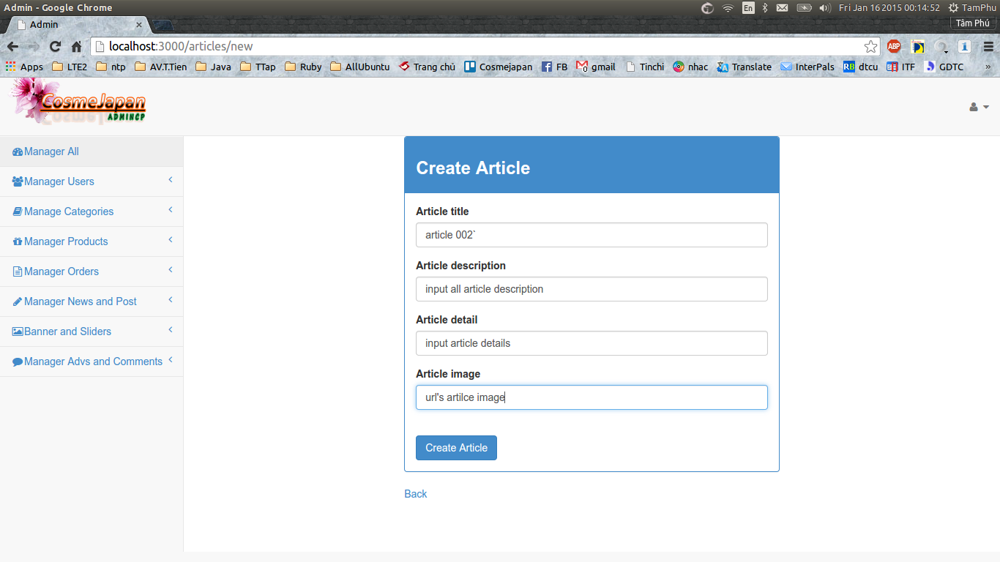 Admin - Google Chrome En Fri Jan 16 2015 00:14:52 TamPhu
Admin × Tâm Phú
localhost:3000/articles/new ABP
Apps LTE2 ntp AV.T.Tien Java TTap Ruby AllUbuntu Trang chủ Cosmejapan FB gmail Tinchi nhac Translate InterPals RB dtcu ITF GDTC »
CosmeJapan
ADMINCP
Manager All
Manager Users
Manage Categories
Manager Products
Manager Orders
Manager News and Post
Banner and Sliders
Manager Advs and Comments
Create Article
Article title
article 002`
Article description
input all article description
Article detail
input article details
Article image
url's artilce image
Create Article
Back